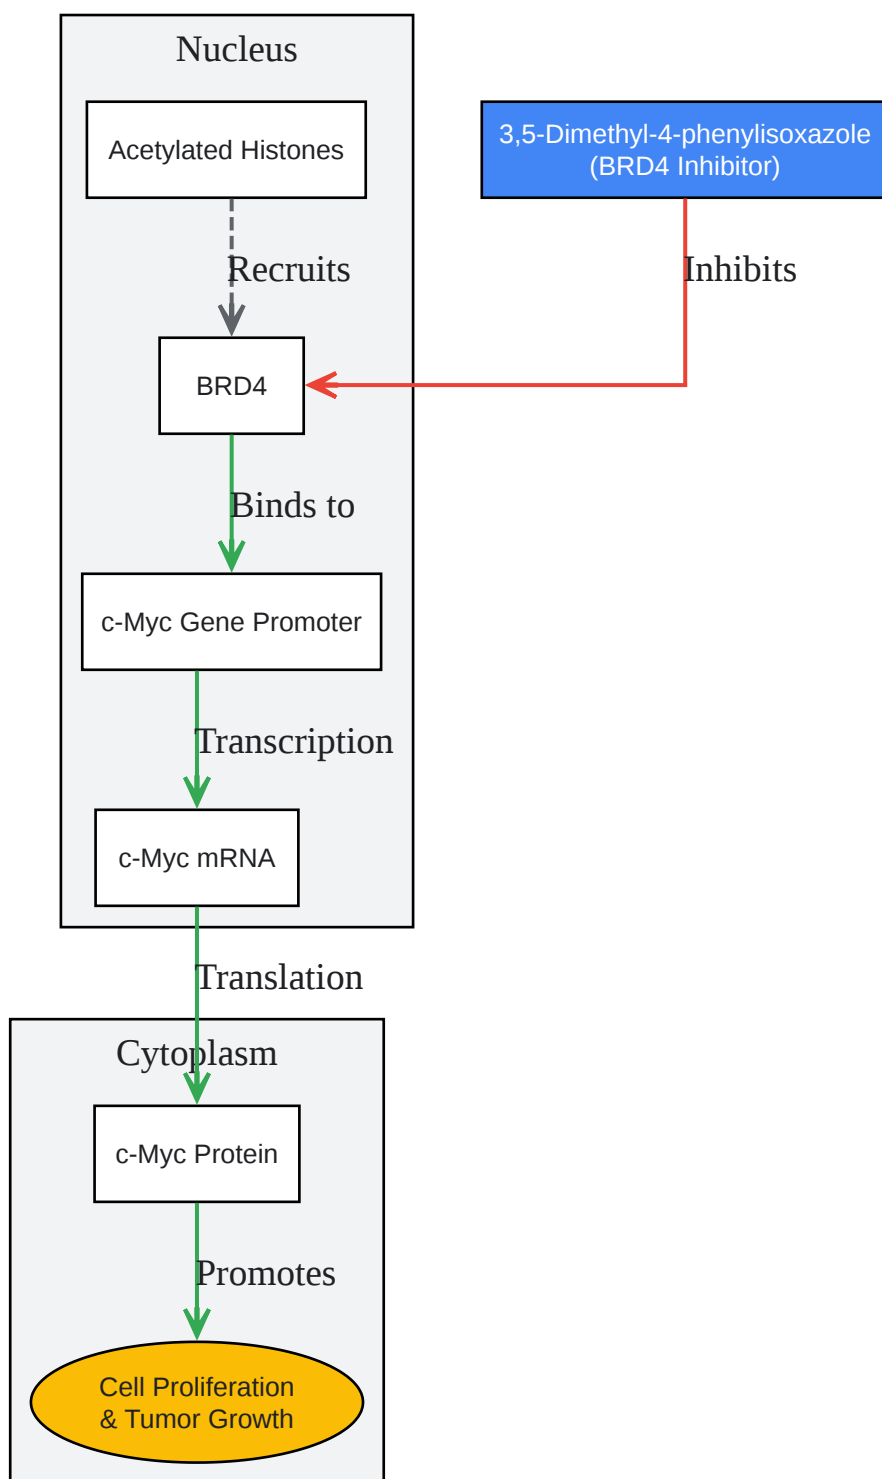 Nucleus
Acetylated Histones
3,5-Dimethyl-4-phenylisoxazole
(BRD4 Inhibitor)
Recruits
Inhibits
BRD4
Binds to
c-Myc Gene Promoter
Transcription
c-Myc mRNA
Translation
Cytoplasm
c-Myc Protein
Promotes
Cell Proliferation
& Tumor Growth